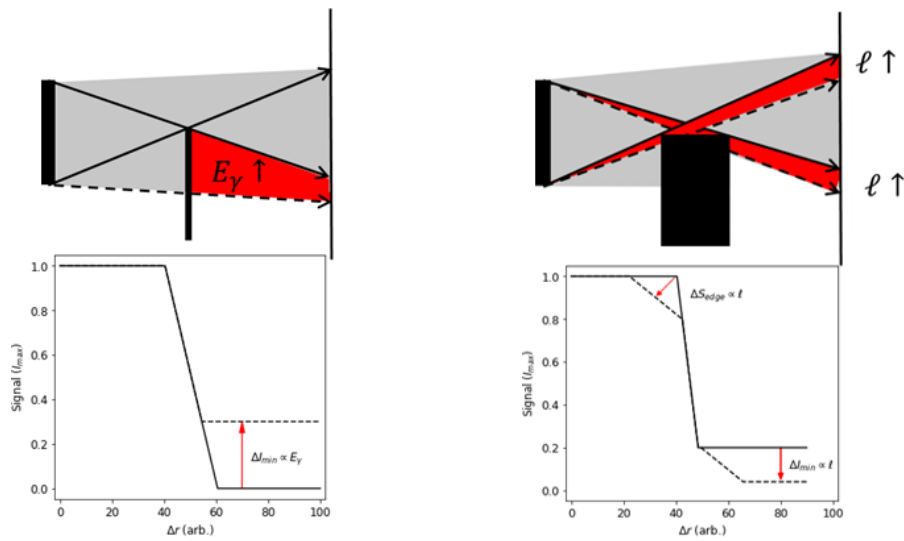 E_γ ↑
ℓ ↑
ℓ ↑
1.0
0.8
0.6
0.4
0.2
0.0
Signal (I_max)
0
20
40
60
80
100
Δr (arb.)
ΔI_min ∝ E_γ
1.0
0.8
0.6
0.4
0.2
0.0
Signal (I_max)
0
20
40
60
80
100
Δr (arb.)
ΔS_edge ∝ ℓ
ΔI_min ∝ ℓ